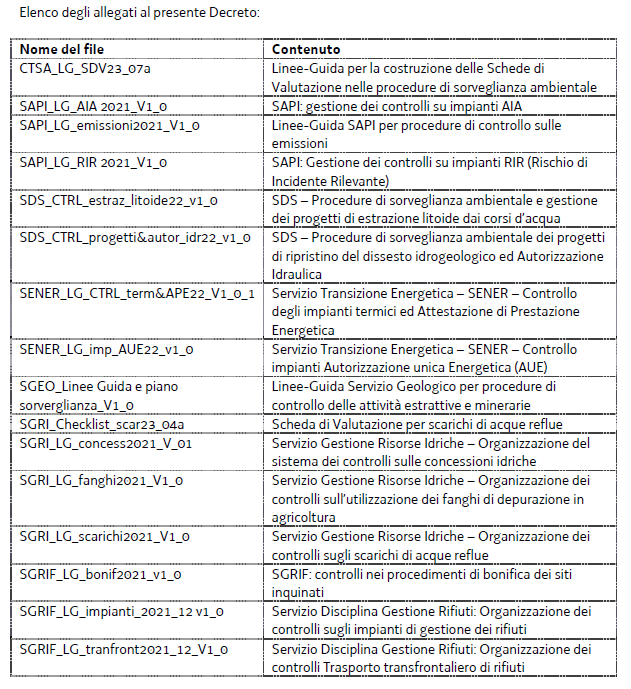 Elenco degli allegati al presente Decreto:
Nome del file Contenuto
CTSA_LG_SDV23_07a Linee-Guida per la costruzione delle Schede di
Valutazione nelle procedure di sorveglianza ambientale
SAPI_LG_AIA 2021_V1_0 SAPI: gestione dei controlli su impianti AIA
SAPI_LG_emissioni2021_V1_0 Linee-Guida SAPI per procedure di controllo sulle
emissioni
SAPI_LG_RIR 2021_V1_0 SAPI: Gestione dei controlli su impianti RIR (Rischio di
Incidente Rilevante)
SDS_CTRL_estraz_litoide22_v1_0 SDS – Procedure di sorveglianza ambientale e gestione
dei progetti di estrazione litoide dai corsi d'acqua
SDS_CTRL_progetti&autor_idr22_v1_0 SDS – Procedure di sorveglianza ambientale dei progetti
di ripristino del dissesto idrogeologico ed Autorizzazione
Idraulica
SENER_LG_CTRL_term&APE22_V1_0_1 Servizio Transizione Energetica – SENER – Controllo
degli impianti termici ed Attestazione di Prestazione
Energetica
SENER_LG_imp_AUE22_v1_0 Servizio Transizione Energetica – SENER – Controllo
impianti Autorizzazione unica Energetica (AUE)
SGEO_Linee Guida e piano Linee-Guida Servizio Geologico per procedure di
sorverglianza_V1_0 controllo delle attività estrattive e minerarie
SGRI_Checklist_scar23_04a Scheda di Valutazione per scarichi di acque reflue
SGRI_LG_concess2021_V_01 Servizio Gestione Risorse Idriche – Organizzazione del
sistema dei controlli sulle concessioni idriche
SGRI_LG_fanghi2021_V1_0 Servizio Gestione Risorse Idriche – Organizzazione dei
controlli sull'utilizzazione dei fanghi di depurazione in
agricoltura
SGRI_LG_scarichi2021_V1_0 Servizio Gestione Risorse Idriche – Organizzazione dei
controlli sugli scarichi di acque reflue
SGRIF_LG_bonif2021_v1_0 SGRIF: controlli nei procedimenti di bonifica dei siti
inquinati
SGRIF_LG_impianti_2021_12 v1_0 Servizio Disciplina Gestione Rifiuti: Organizzazione dei
controlli sugli impianti di gestione dei rifiuti
SGRIF_LG_tranfront2021_12_V1_0 Servizio Disciplina Gestione Rifiuti: Organizzazione dei
controlli Trasporto transfrontaliero di rifiuti